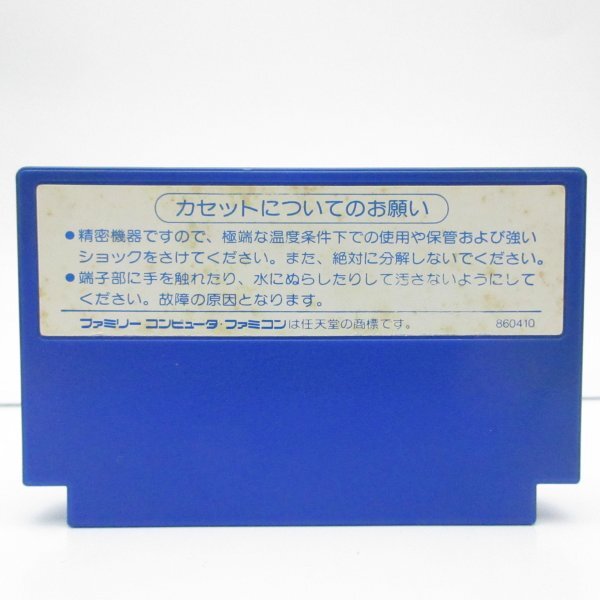 カセットについてのお願い
●精密機器ですので、極端な温度条件下での使用や保管および強い
ショックをさけてください。また、絶対に分解しないでください。
●端子部に手を触れたり、水にぬらしたりして汚さないようにして
ください。故障の原因となります。
ファミリーコンピュータ・ファミコンは任天堂の商標です。 860410